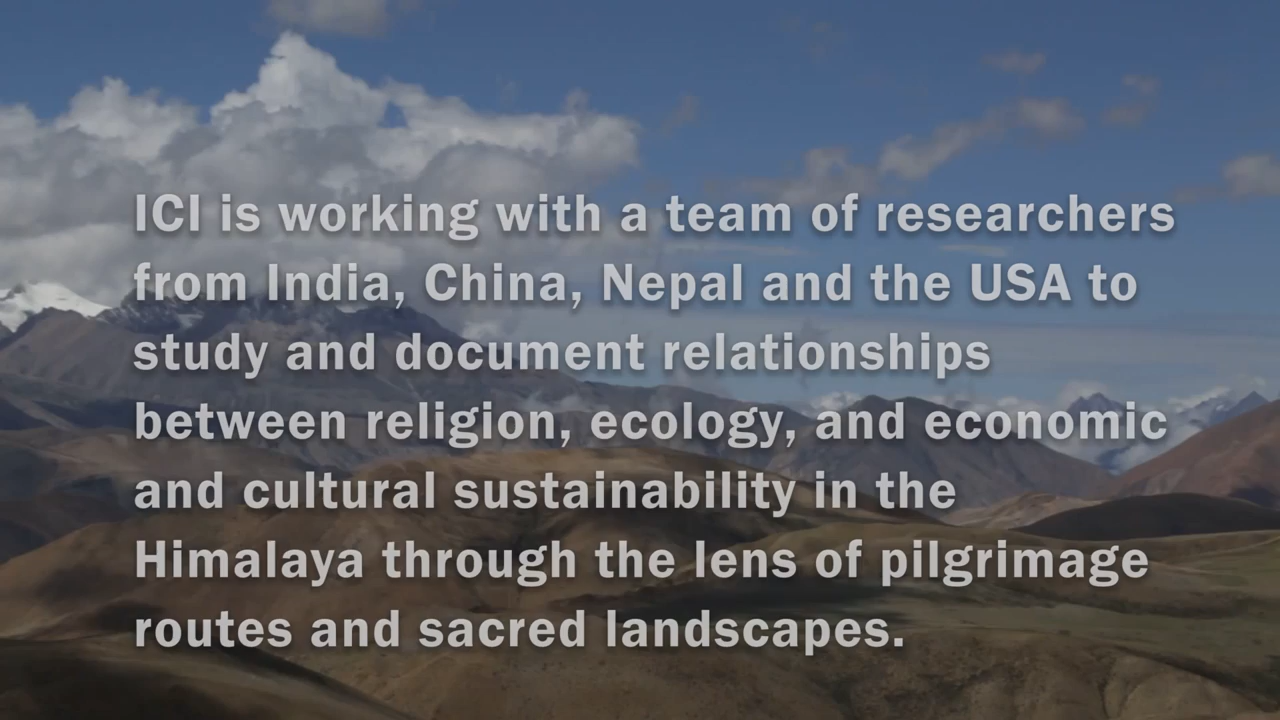 ICI is working with a team of researchers
from India, China, Nepal and the USA to
study and document relationships
between religion, ecology, and economic
and cultural sustainability in the
Himalaya through the lens of pilgrimage
routes and sacred landscapes.